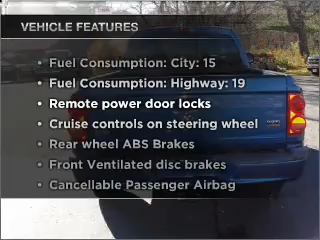 VEHICLE FEATURES
• Fuel Consumption: City: 15
• Fuel Consumption: Highway: 19
• Remote power door locks
• Cruise controls on steering wheel
• Rear wheel ABS Brakes
• Front Ventilated disc brakes
• Cancellable Passenger Airbag